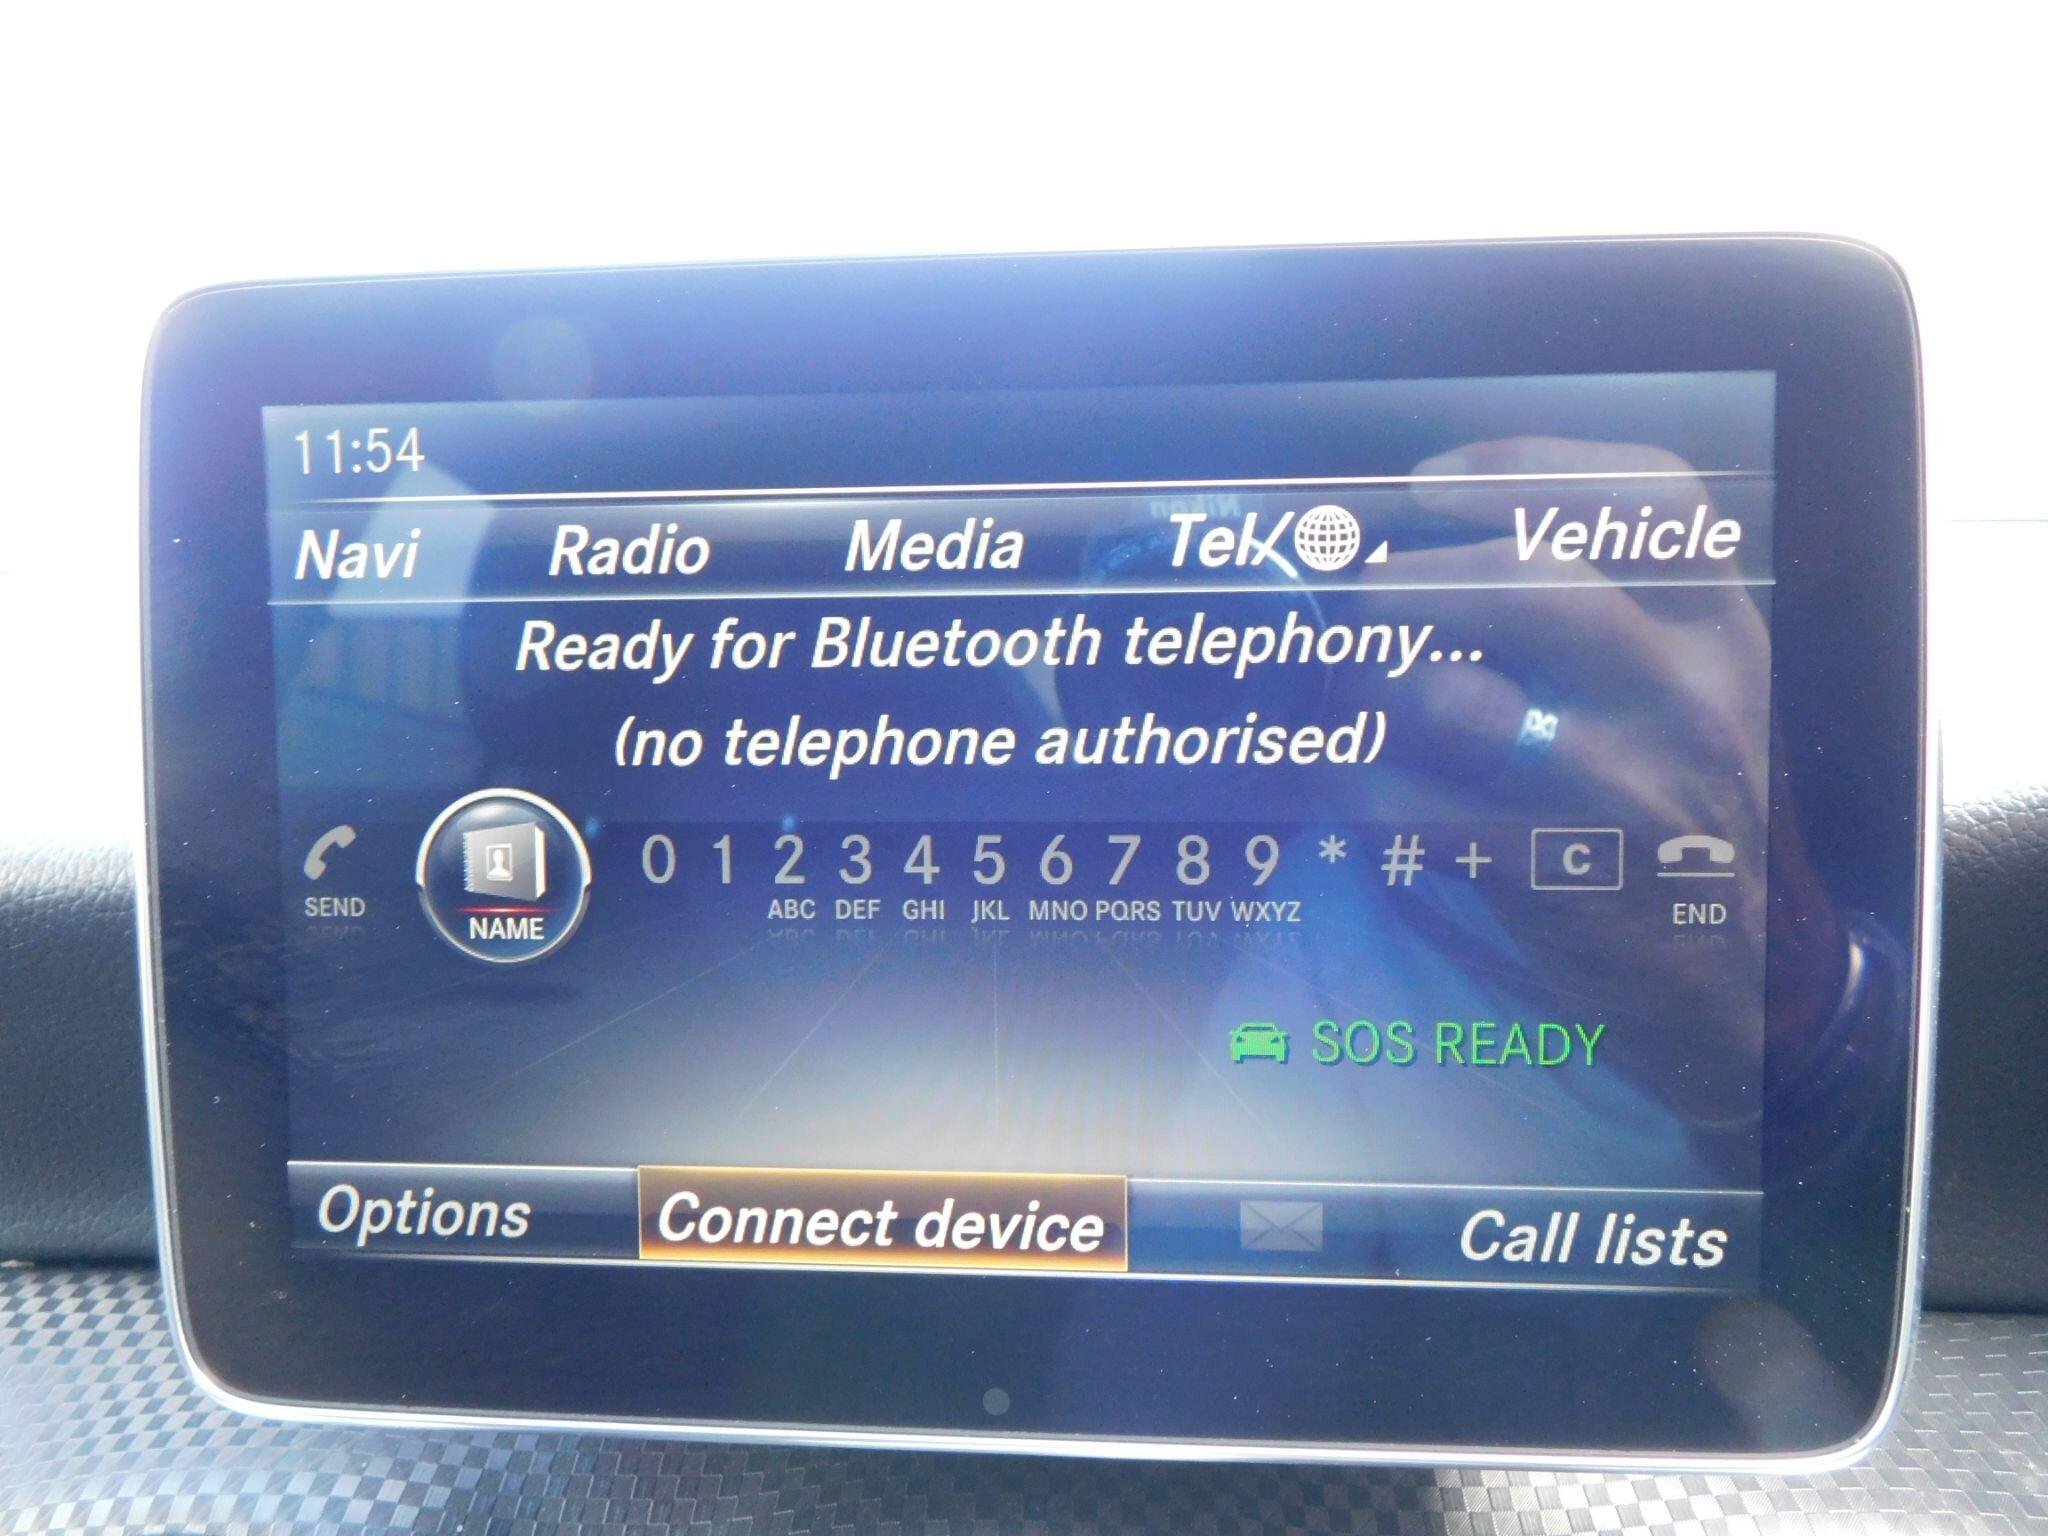 11:54
Navi Radio Media Tel/ Vehicle
Ready for Bluetooth telephony...
(no telephone authorised)
0 1 2 3 4 5 6 7 8 9 * # + C
SEND NAME ABC DEF GHI JKL MNO PQRS TUV WXYZ END
SOS READY
Options Connect device Call lists